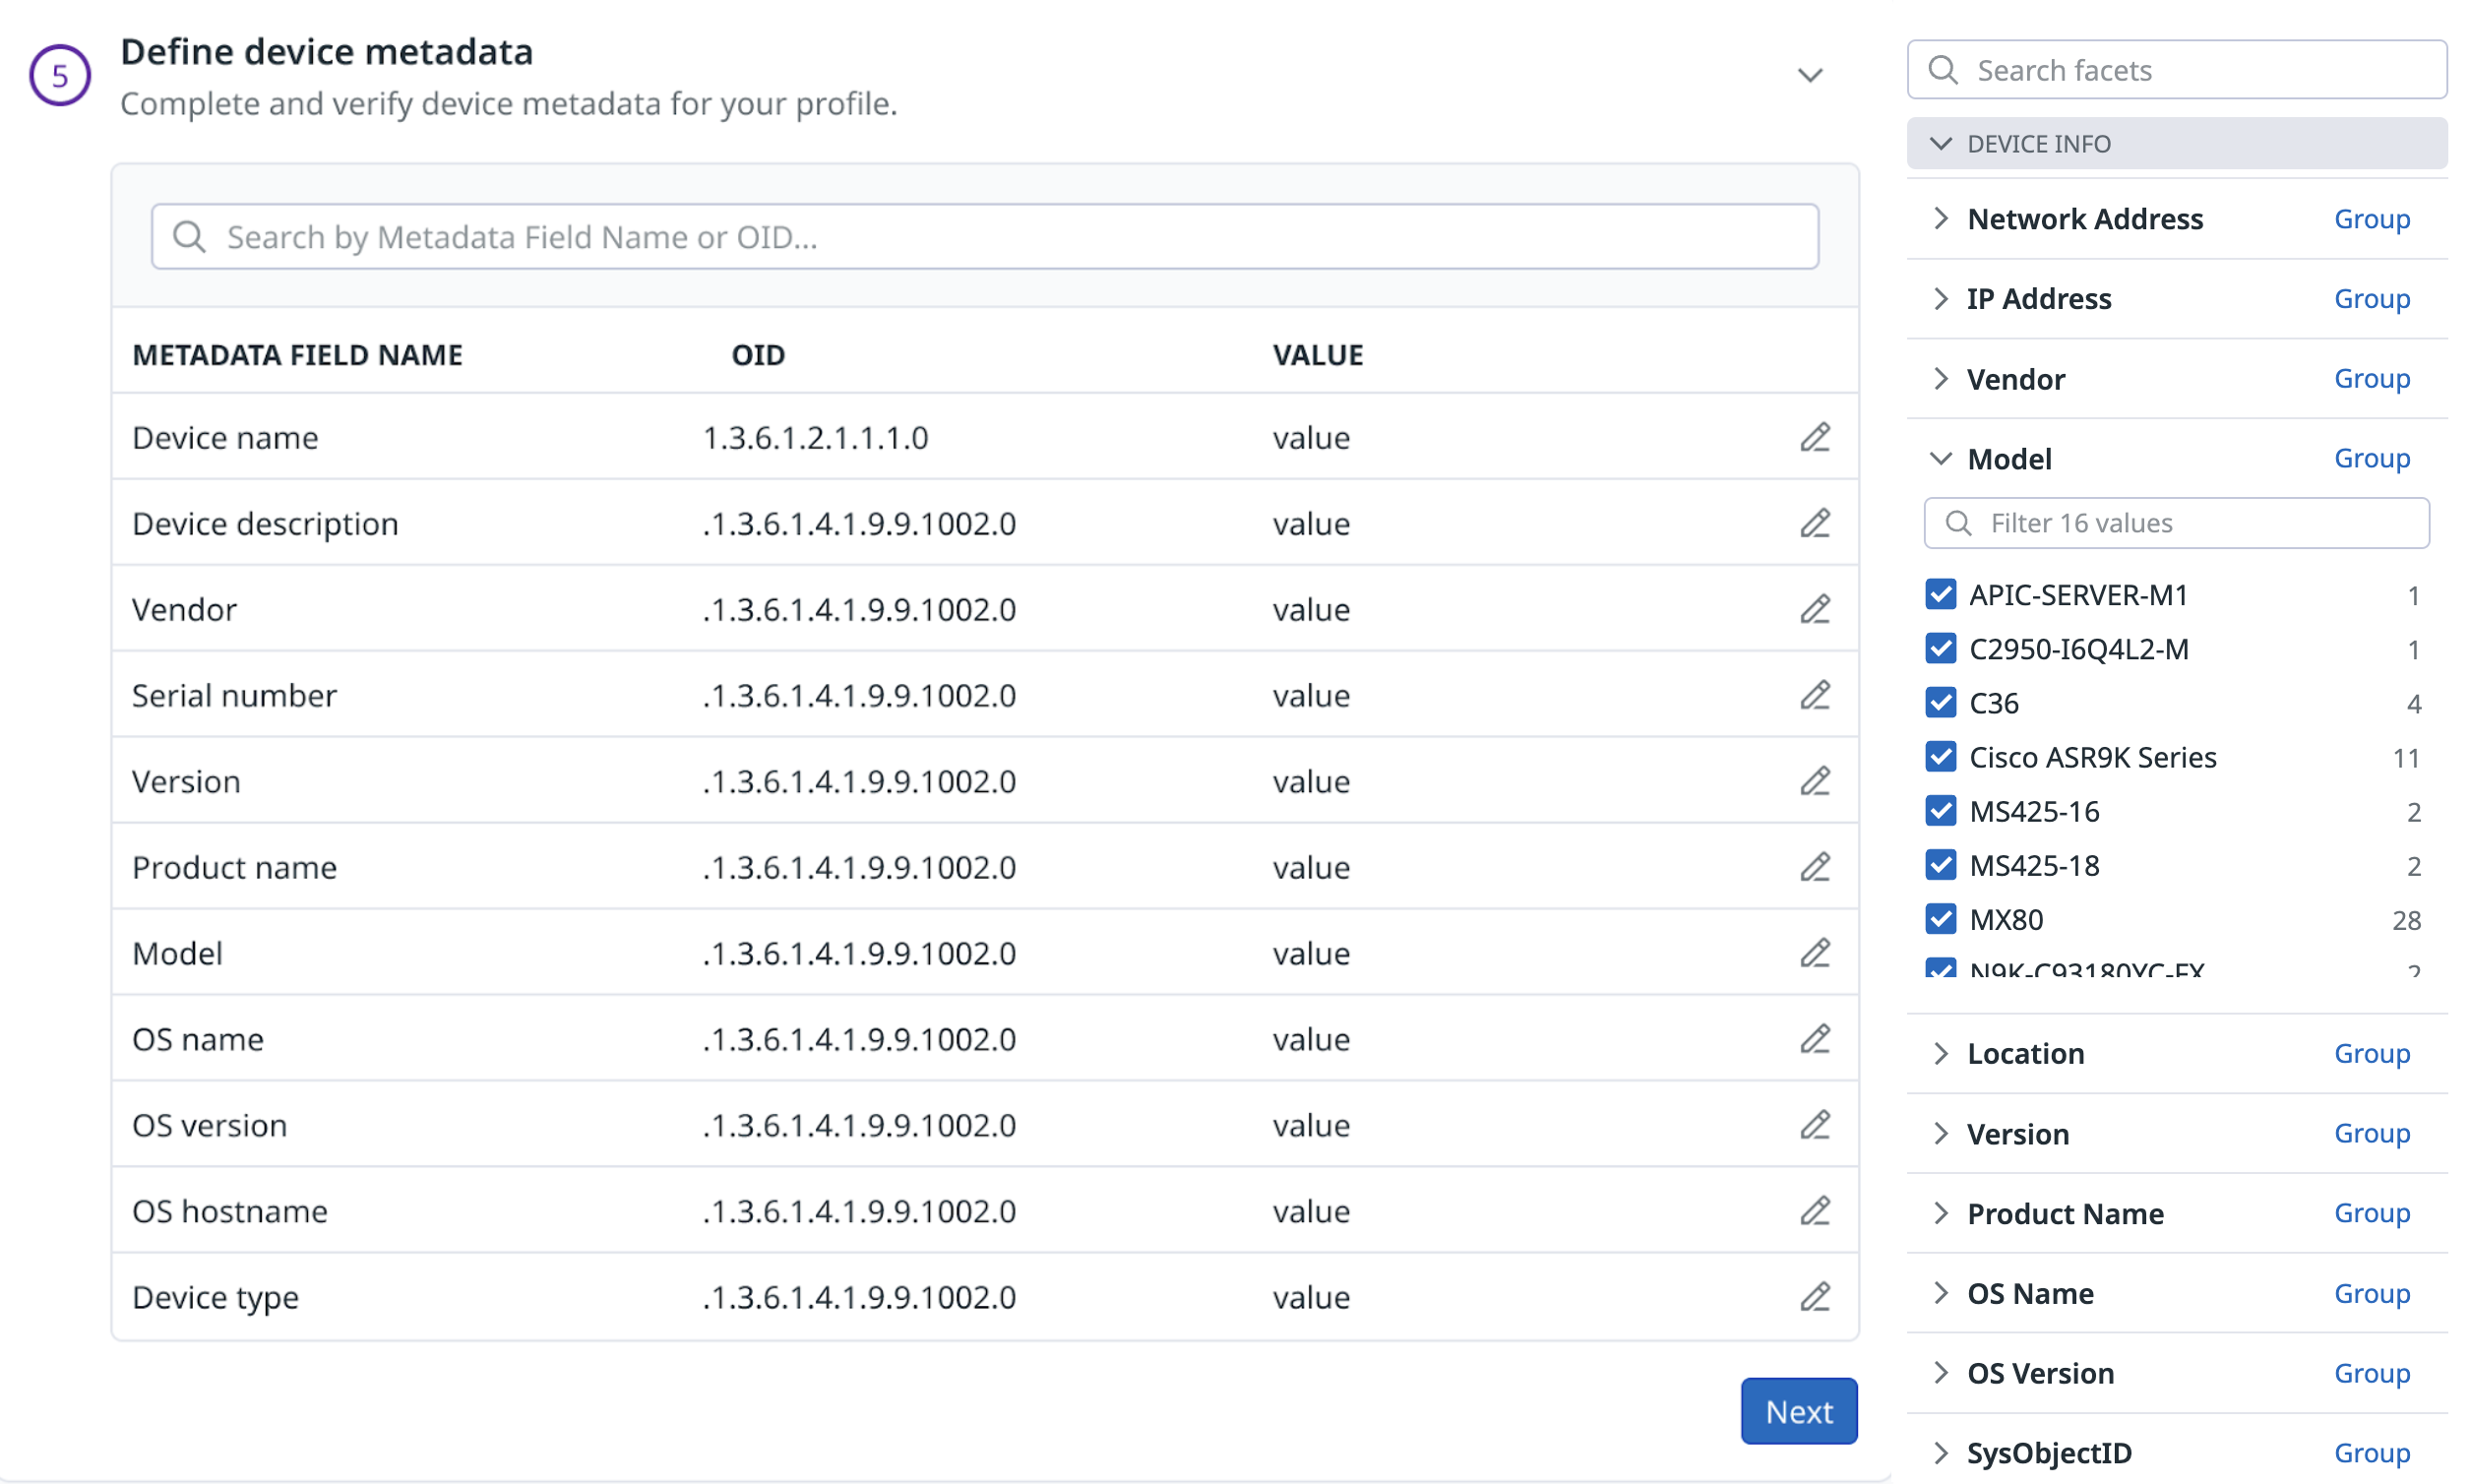 5
Define device metadata
Complete and verify device metadata for your profile.
Search by Metadata Field Name or OID...
METADATA FIELD NAME OID VALUE
Device name 1.3.6.1.2.1.1.1.0 value
Device description .1.3.6.1.4.1.9.9.1002.0 value
Vendor .1.3.6.1.4.1.9.9.1002.0 value
Serial number .1.3.6.1.4.1.9.9.1002.0 value
Version .1.3.6.1.4.1.9.9.1002.0 value
Product name .1.3.6.1.4.1.9.9.1002.0 value
Model .1.3.6.1.4.1.9.9.1002.0 value
OS name .1.3.6.1.4.1.9.9.1002.0 value
OS version .1.3.6.1.4.1.9.9.1002.0 value
OS hostname .1.3.6.1.4.1.9.9.1002.0 value
Device type .1.3.6.1.4.1.9.9.1002.0 value
Next
Search facets
DEVICE INFO
Network Address Group
IP Address Group
Vendor Group
Model Group
Filter 16 values
APIC-SERVER-M1 1
C2950-I6Q4L2-M 1
C36 4
Cisco ASR9K Series 11
MS425-16 2
MS425-18 2
MX80 28
N9K-C93180YC-FX 2
Location Group
Version Group
Product Name Group
OS Name Group
OS Version Group
SysObjectID Group